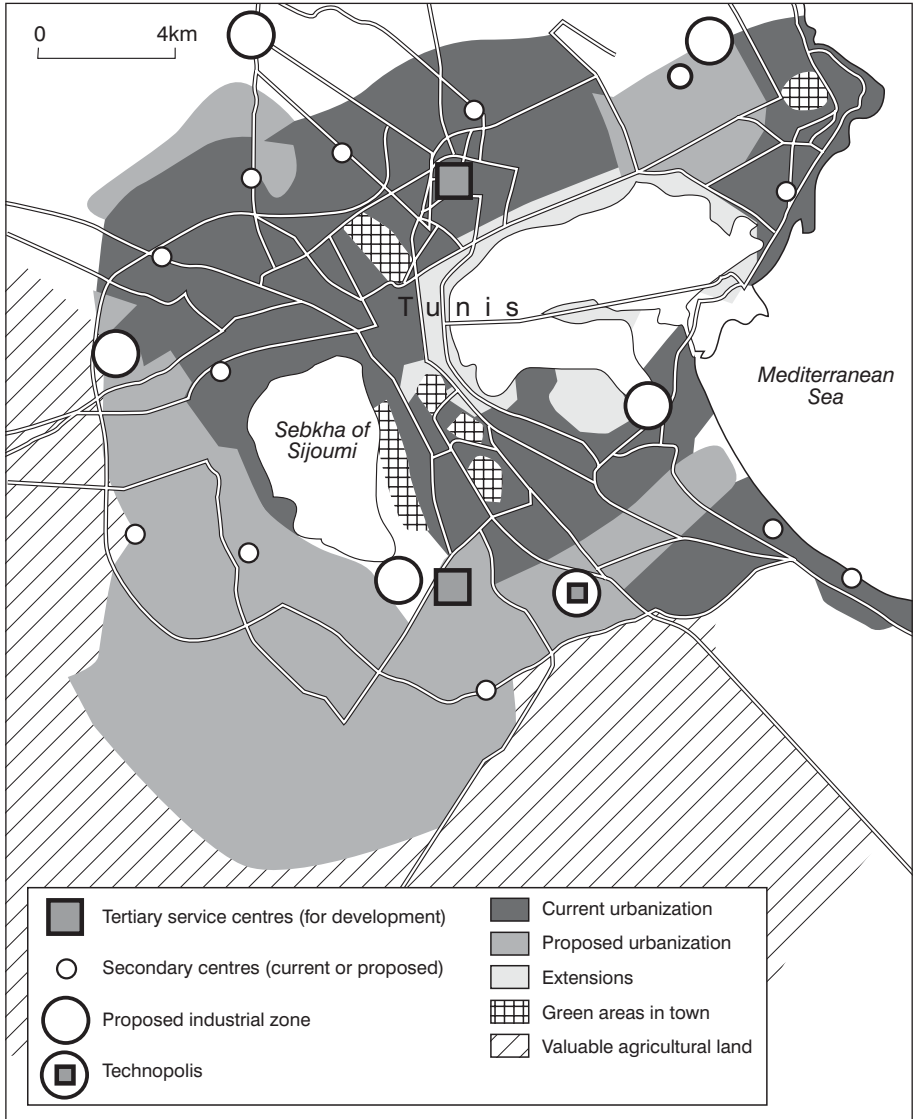 0 4km
Tunis
Mediterranean
Sea
Sebkha of
Sijoumi
Tertiary service centres (for development)
Secondary centres (current or proposed)
Proposed industrial zone
Technopolis
Current urbanization
Proposed urbanization
Extensions
Green areas in town
Valuable agricultural land